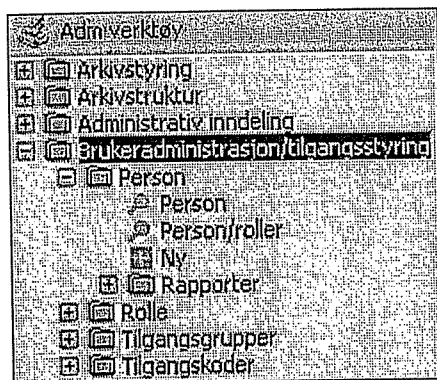 Adm verktøy
Arkivstyring
Arkivstruktur
Administrativ inndeling
Brukeradministrasjon/tilgangsstyring
Person
Person
Person/roller
Ny
Rapporter
Rolle
Tilgangsgrupper
Tilgangskoder